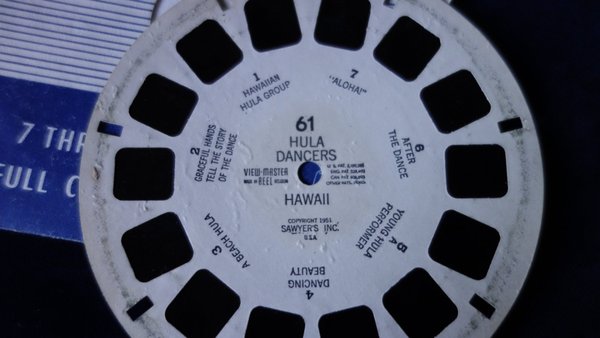 7 THR
FULL C
61
HULA
DANCERS
VIEW-MASTER
REEL
HAWAII
COPYRIGHT 1951
SAWYER'S INC.
U.S.A.
1
HAWAIIAN
HULA GROUP
2
GRACEFUL HANDS
TELL THE STORY
OF THE DANCE
3
A BEACH HULA
4
DANCING
BEAUTY
5
A
YOUNG HULA
PERFORMER
6
AFTER
THE DANCE
7
"ALOHA!"